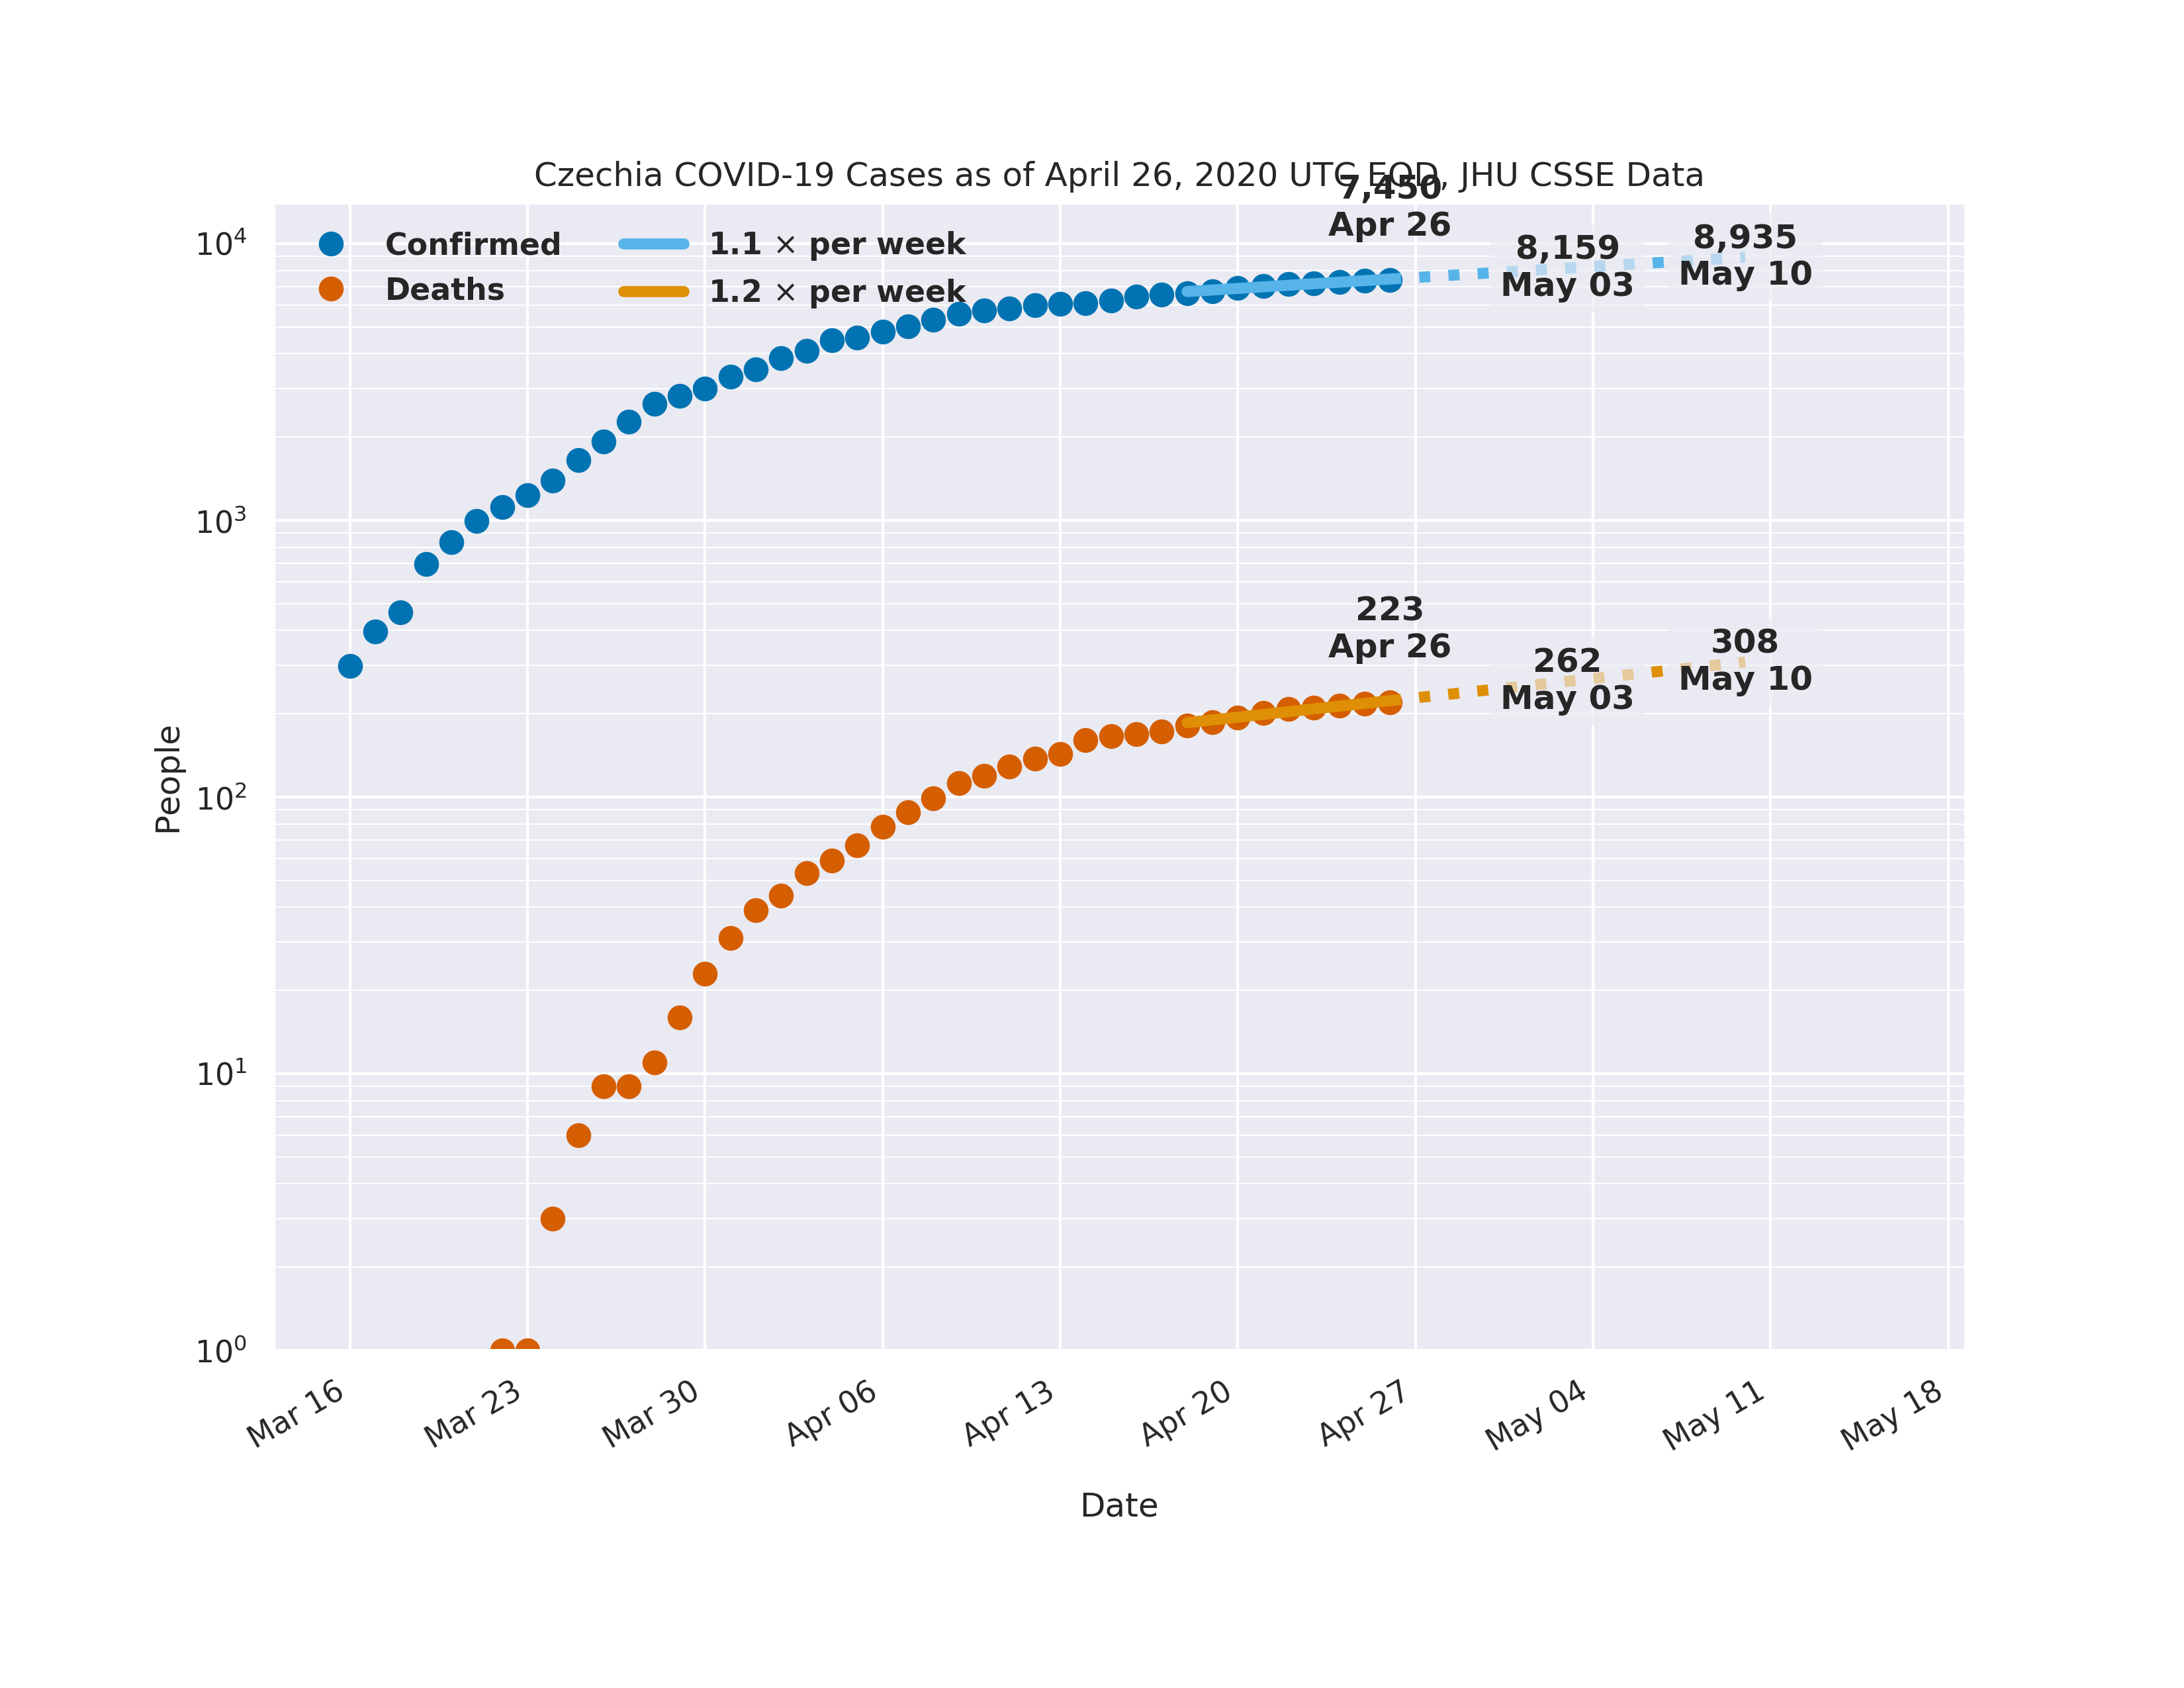 Czechia COVID-19 Cases as of April 26, 2020 UTC EOD, JHU CSSE Data
7,450
Apr 26
8,159
May 03
8,935
May 10
Confirmed
Deaths
1.1 × per week
1.2 × per week
223
Apr 26
262
May 03
308
May 10
People
10⁴
10³
10²
10¹
10⁰
Mar 16
Mar 23
Mar 30
Apr 06
Apr 13
Apr 20
Apr 27
May 04
May 11
May 18
Date